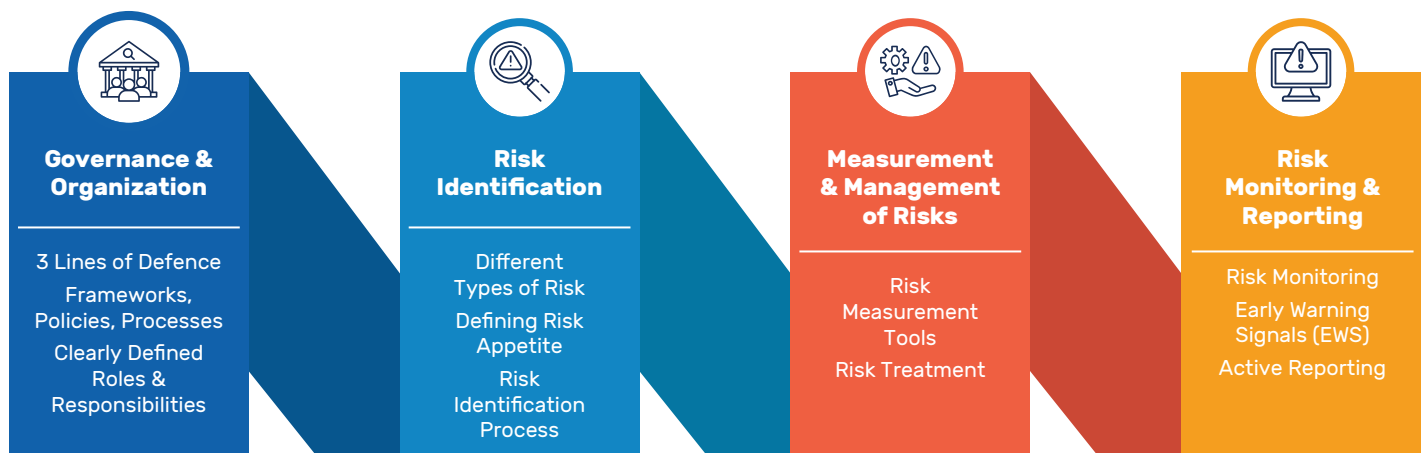 Governance &
Organization
3 Lines of Defence
Frameworks,
Policies, Processes
Clearly Defined
Roles &
Responsibilities
Risk
Identification
Different
Types of Risk
Defining Risk
Appetite
Risk
Identification
Process
Measurement
& Management
of Risks
Risk
Measurement
Tools
Risk Treatment
Risk
Monitoring &
Reporting
Risk Monitoring
Early Warning
Signals (EWS)
Active Reporting